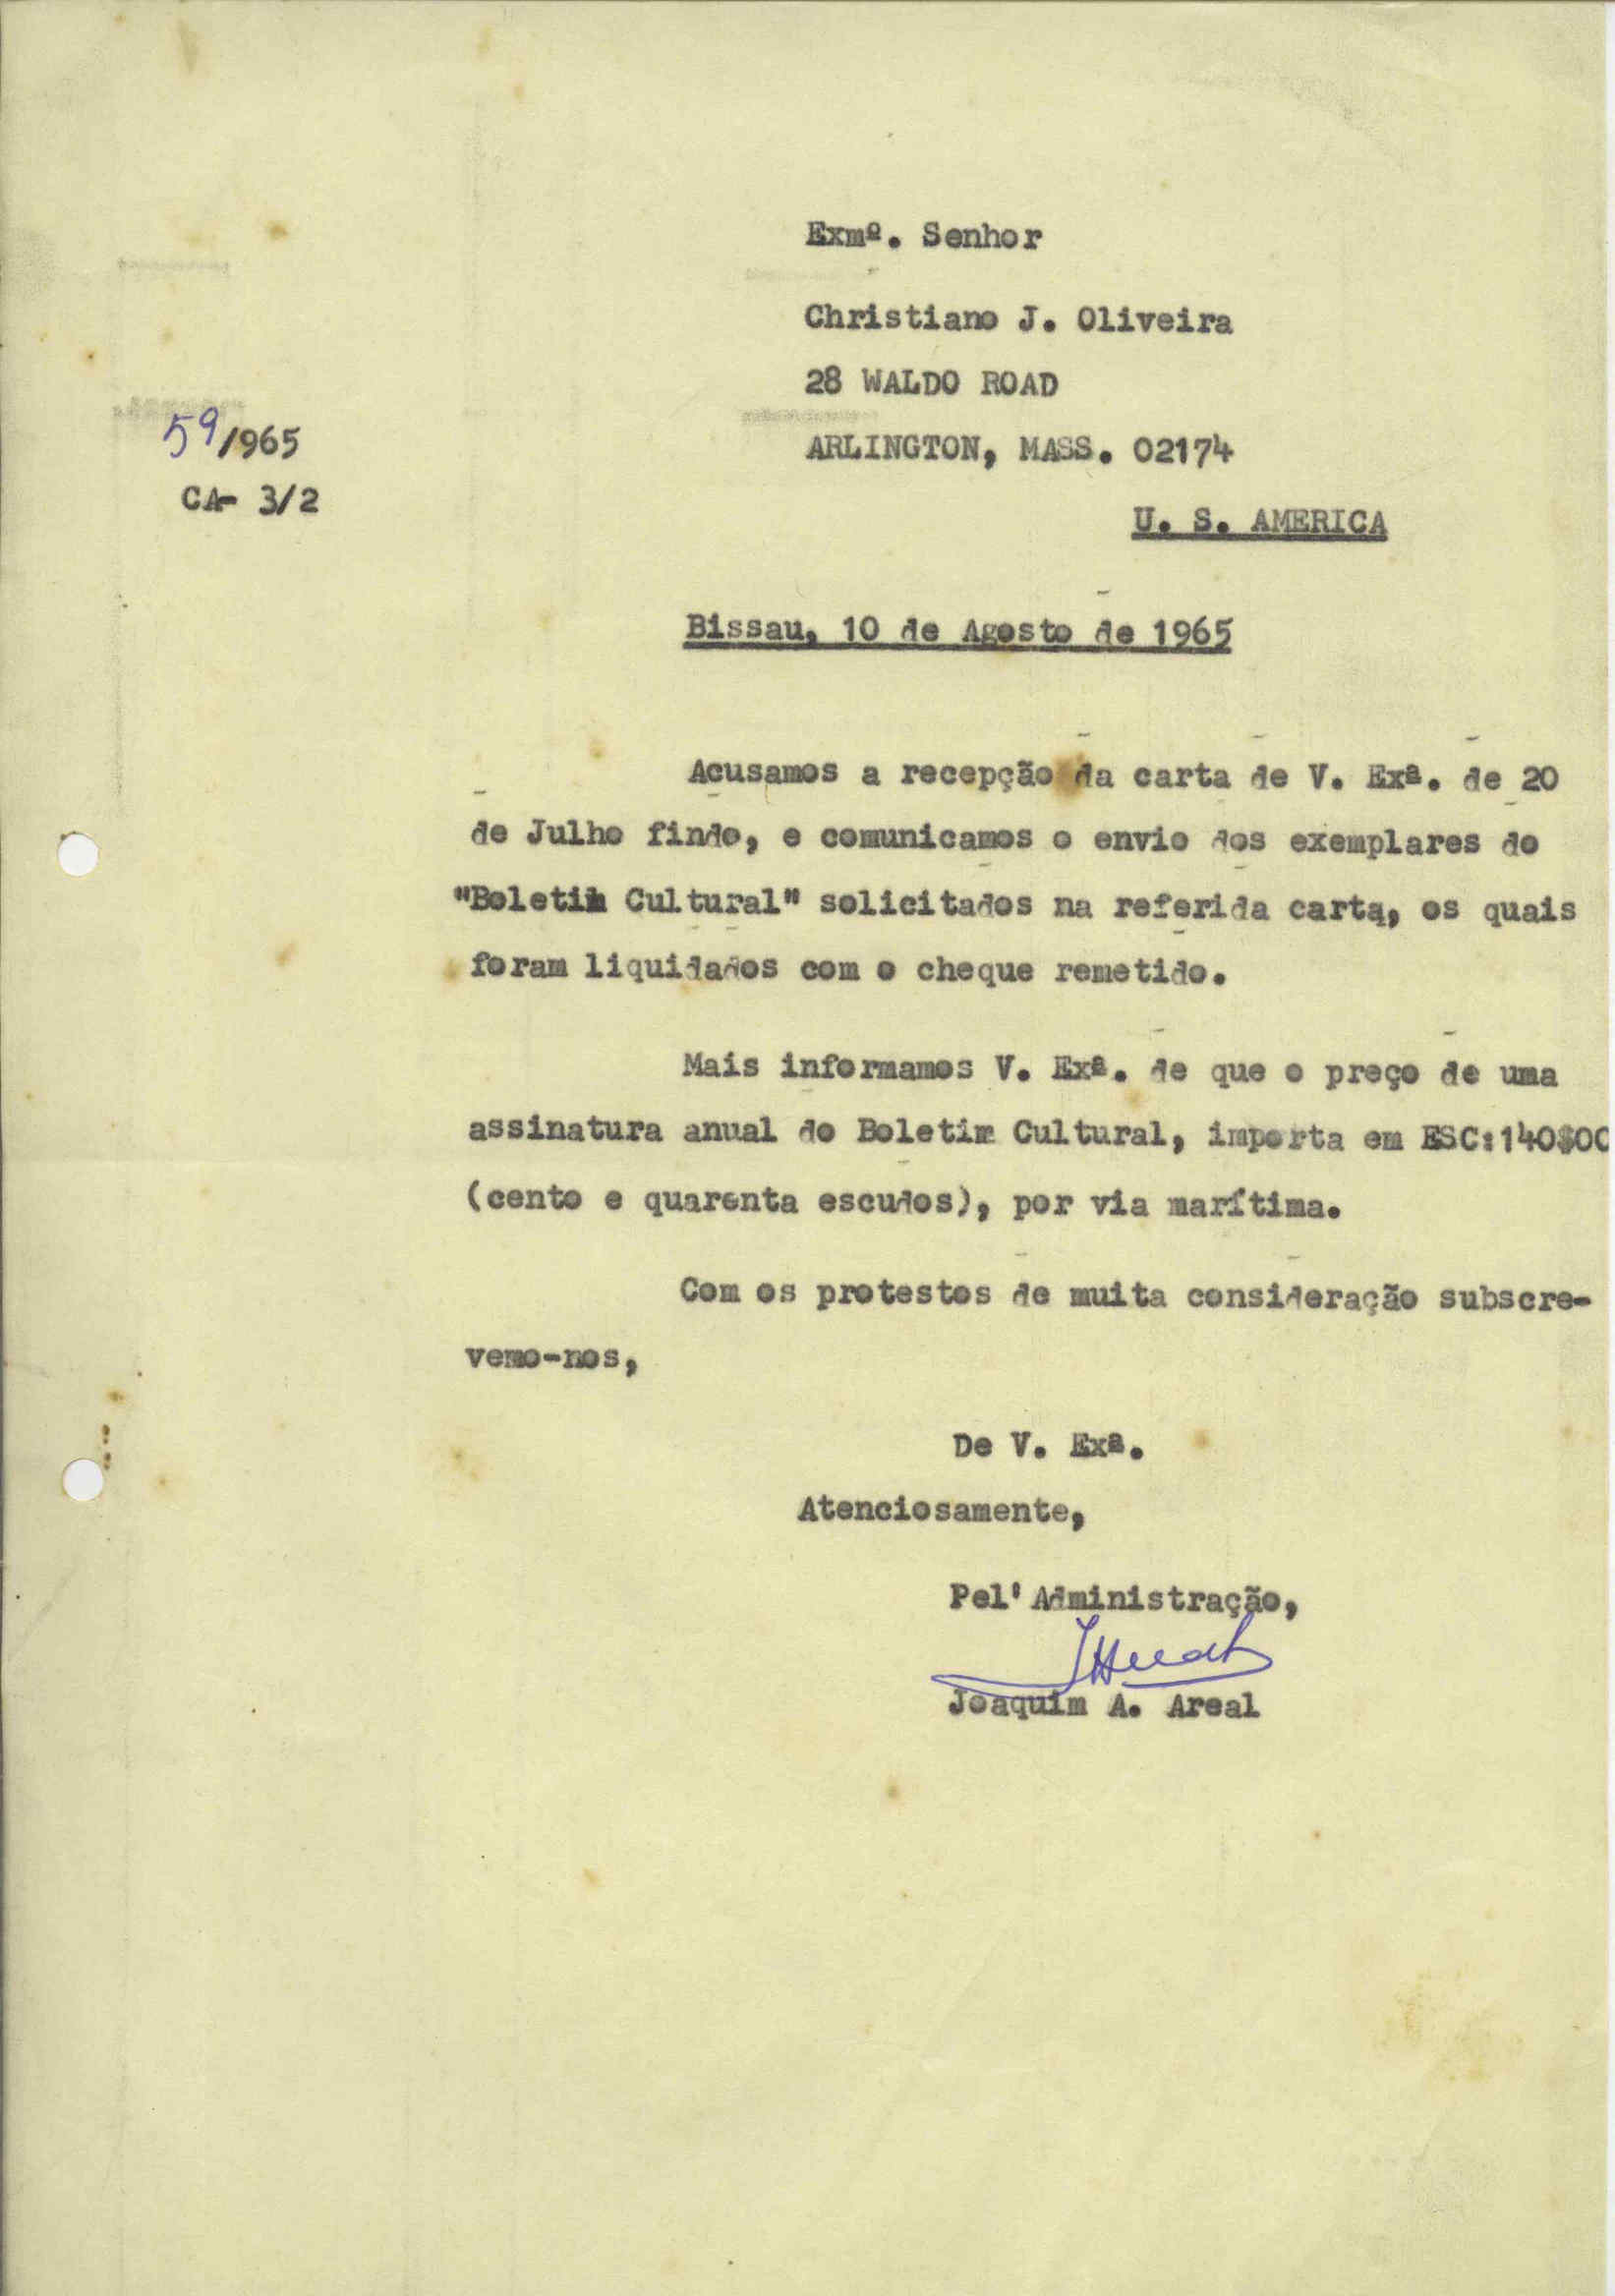 Exmº. Senhor
Christiano J. Oliveira
28 WALDO ROAD
ARLINGTON, MASS. 02174
U. S. AMERICA
59/965
CA- 3/2
Bissau, 10 de Agosto de 1965
Acusamos a recepção da carta de V. Exª. de 20
de Julho findo, e comunicamos o envio dos exemplares do
"Boletim Cultural" solicitados na referida carta, os quais
foram liquidados com o cheque remetido.
Mais informamos V. Exª. de que o preço de uma
assinatura anual do Boletim Cultural, importa em ESC:140$00
(cento e quarenta escudos), por via marítima.
Com os protestos de muita consideração subscre-
vemo-nos,
De V. Exª.
Atenciosamente,
Pel' Administração,
Joaquim A. Areal